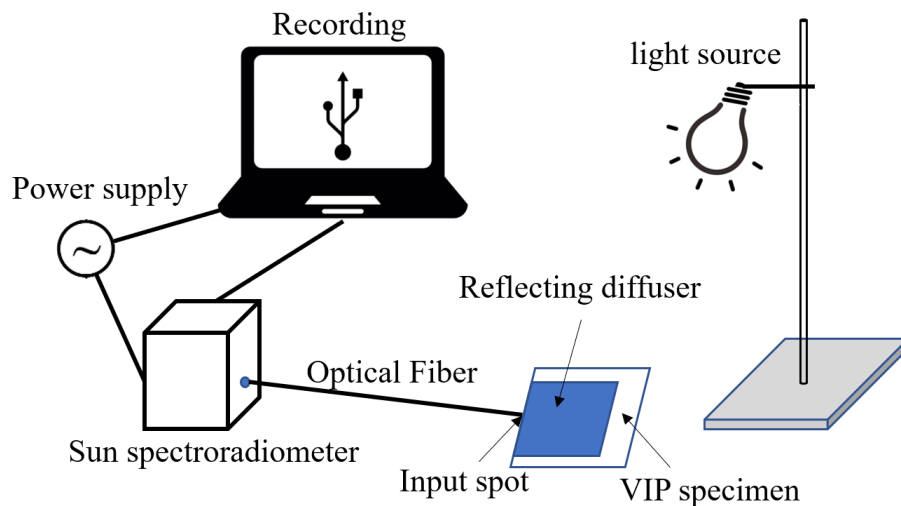 Recording
light source
Power supply
~
Reflecting diffuser
Optical Fiber
Sun spectroradiometer
Input spot
VIP specimen